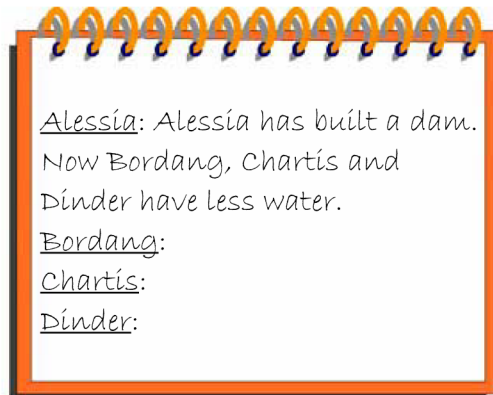 Alessia: Alessia has built a dam.
Now Bordang, Chartis and
Dinder have less water.
Bordang:
Chartis:
Dinder: